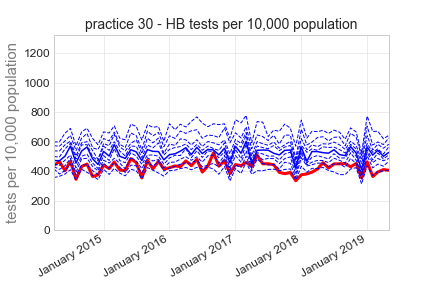 practice 30 - HB tests per 10,000 population
tests per 10,000 population
1200
1000
800
600
400
200
0
January 2015
January 2016
January 2017
January 2018
January 2019